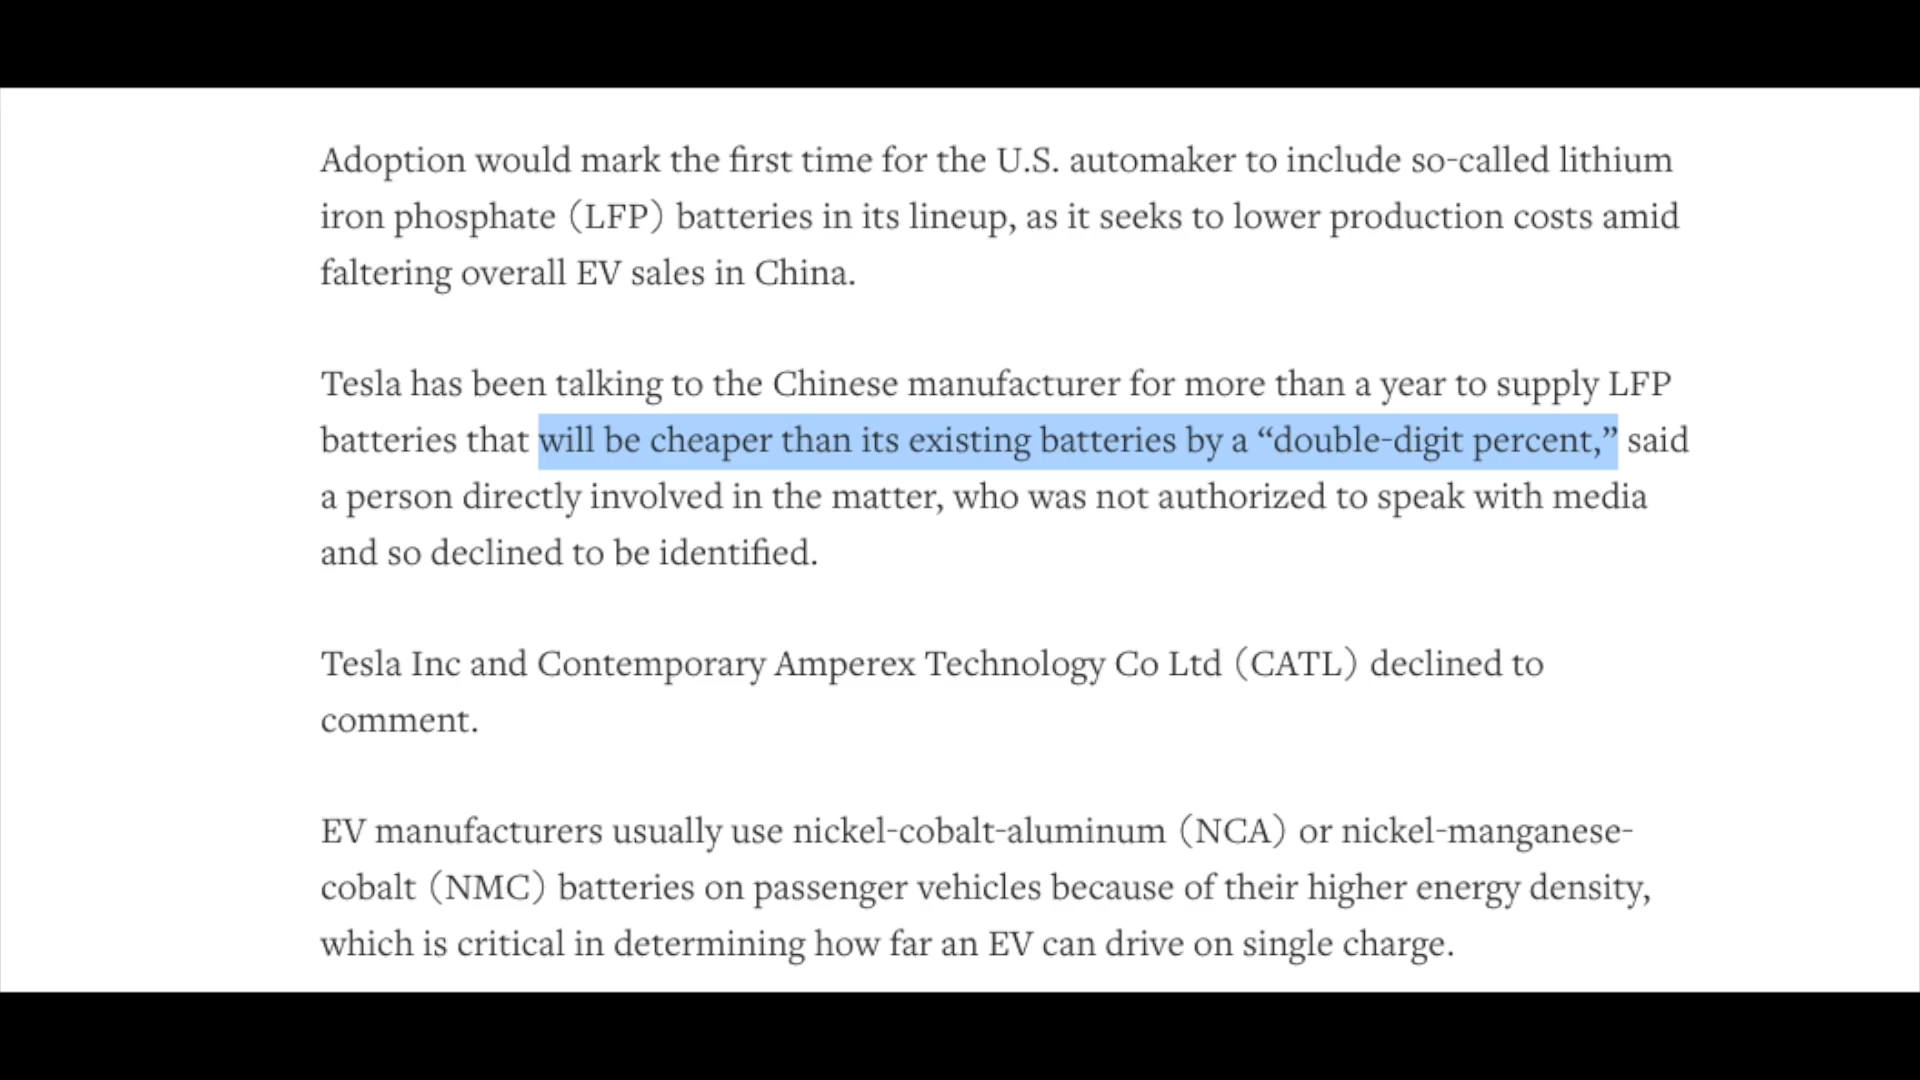 Adoption would mark the first time for the U.S. automaker to include so-called lithium
iron phosphate (LFP) batteries in its lineup, as it seeks to lower production costs amid
faltering overall EV sales in China.
Tesla has been talking to the Chinese manufacturer for more than a year to supply LFP
batteries that will be cheaper than its existing batteries by a “double-digit percent,” said
a person directly involved in the matter, who was not authorized to speak with media
and so declined to be identified.
Tesla Inc and Contemporary Amperex Technology Co Ltd (CATL) declined to
comment.
EV manufacturers usually use nickel-cobalt-aluminum (NCA) or nickel-manganese-
cobalt (NMC) batteries on passenger vehicles because of their higher energy density,
which is critical in determining how far an EV can drive on single charge.